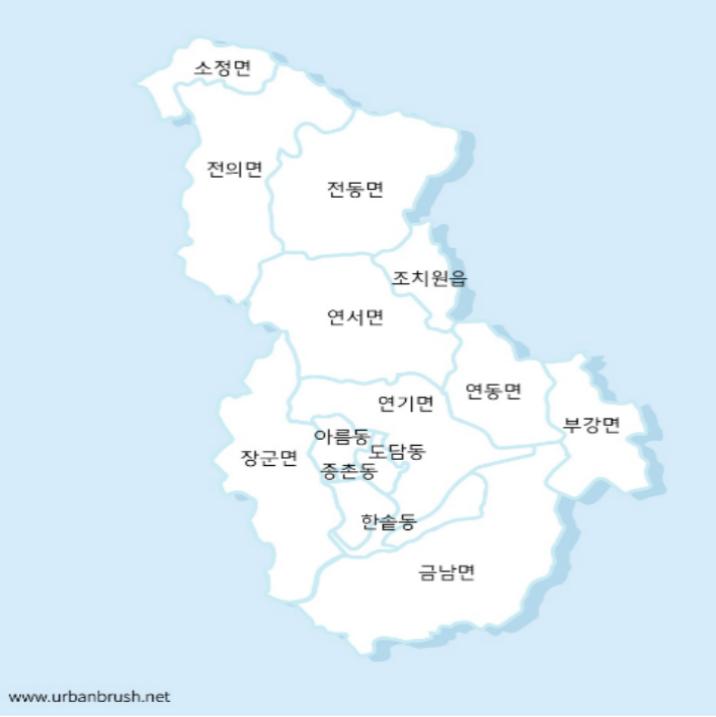 소정면
전의면
전동면
조치원읍
연서면
연동면
연기면
부강면
아름동
도담동
장군면
종촌동
한솔동
금남면
www.urbanbrush.net